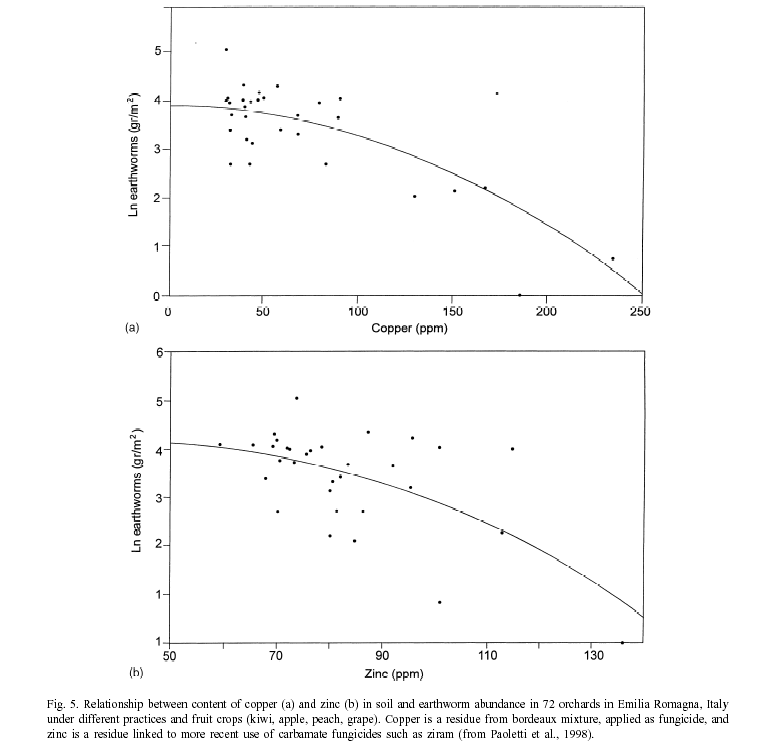 5
4
3
2
1
0
Ln earthworms (gr/m²)
0 50 100 150 200 250
(a) Copper (ppm)
6
5
4
3
2
1
1
Ln earthworms (gr/m²)
50 70 90 110 130
(b) Zinc (ppm)
Fig. 5. Relationship between content of copper (a) and zinc (b) in soil and earthworm abundance in 72 orchards in Emilia Romagna, Italy
under different practices and fruit crops (kiwi, apple, peach, grape). Copper is a residue from bordeaux mixture, applied as fungicide, and
zinc is a residue linked to more recent use of carbamate fungicides such as ziram (from Paoletti et al., 1998).